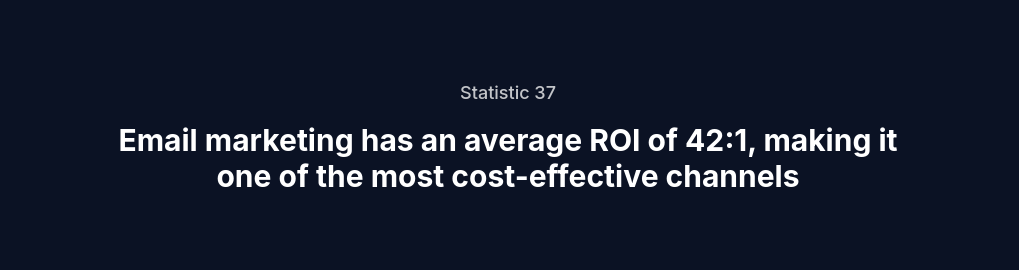 Statistic 37
Email marketing has an average ROI of 42:1, making it
one of the most cost-effective channels